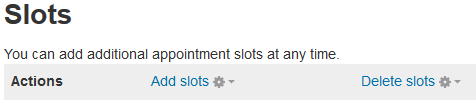 Slots
You can add additional appointment slots at any time.
Actions Add slots Delete slots